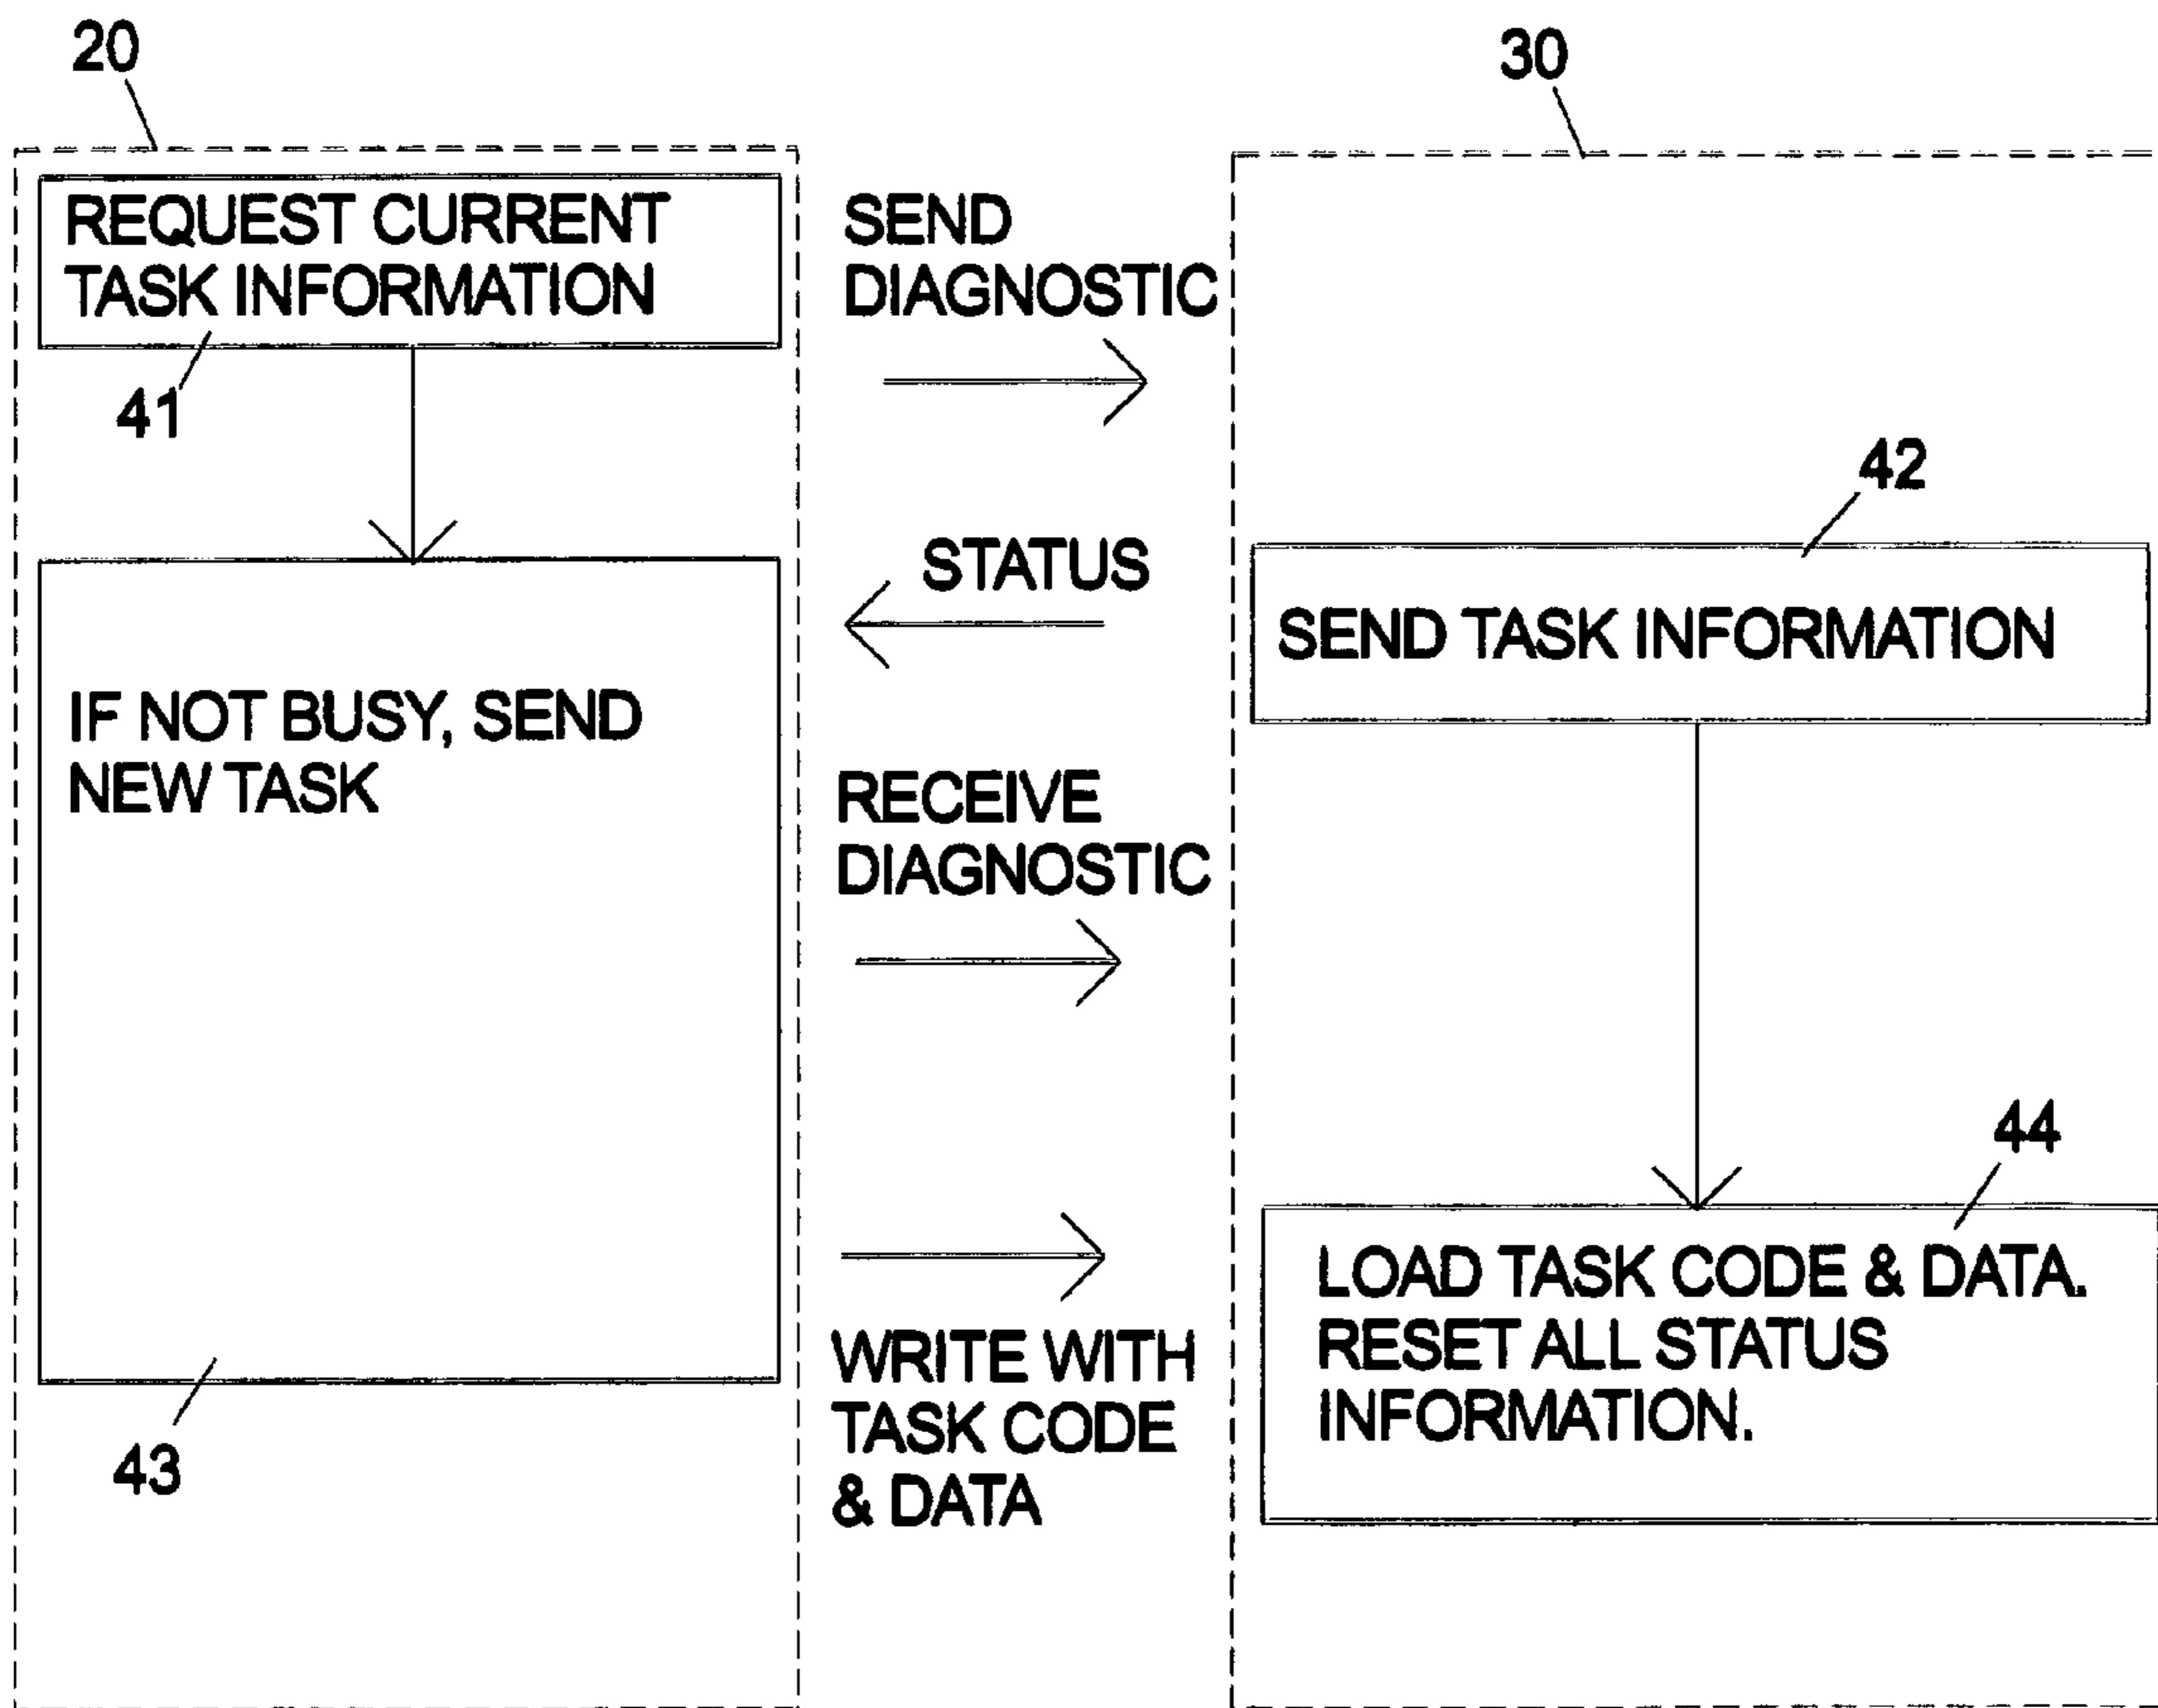 20
30
REQUEST CURRENT
TASK INFORMATION
41
SEND
DIAGNOSTIC
42
STATUS
SEND TASK INFORMATION
IF NOT BUSY, SEND
NEW TASK
RECEIVE
DIAGNOSTIC
44
43
WRITE WITH
TASK CODE
& DATA
LOAD TASK CODE & DATA.
RESET ALL STATUS
INFORMATION.